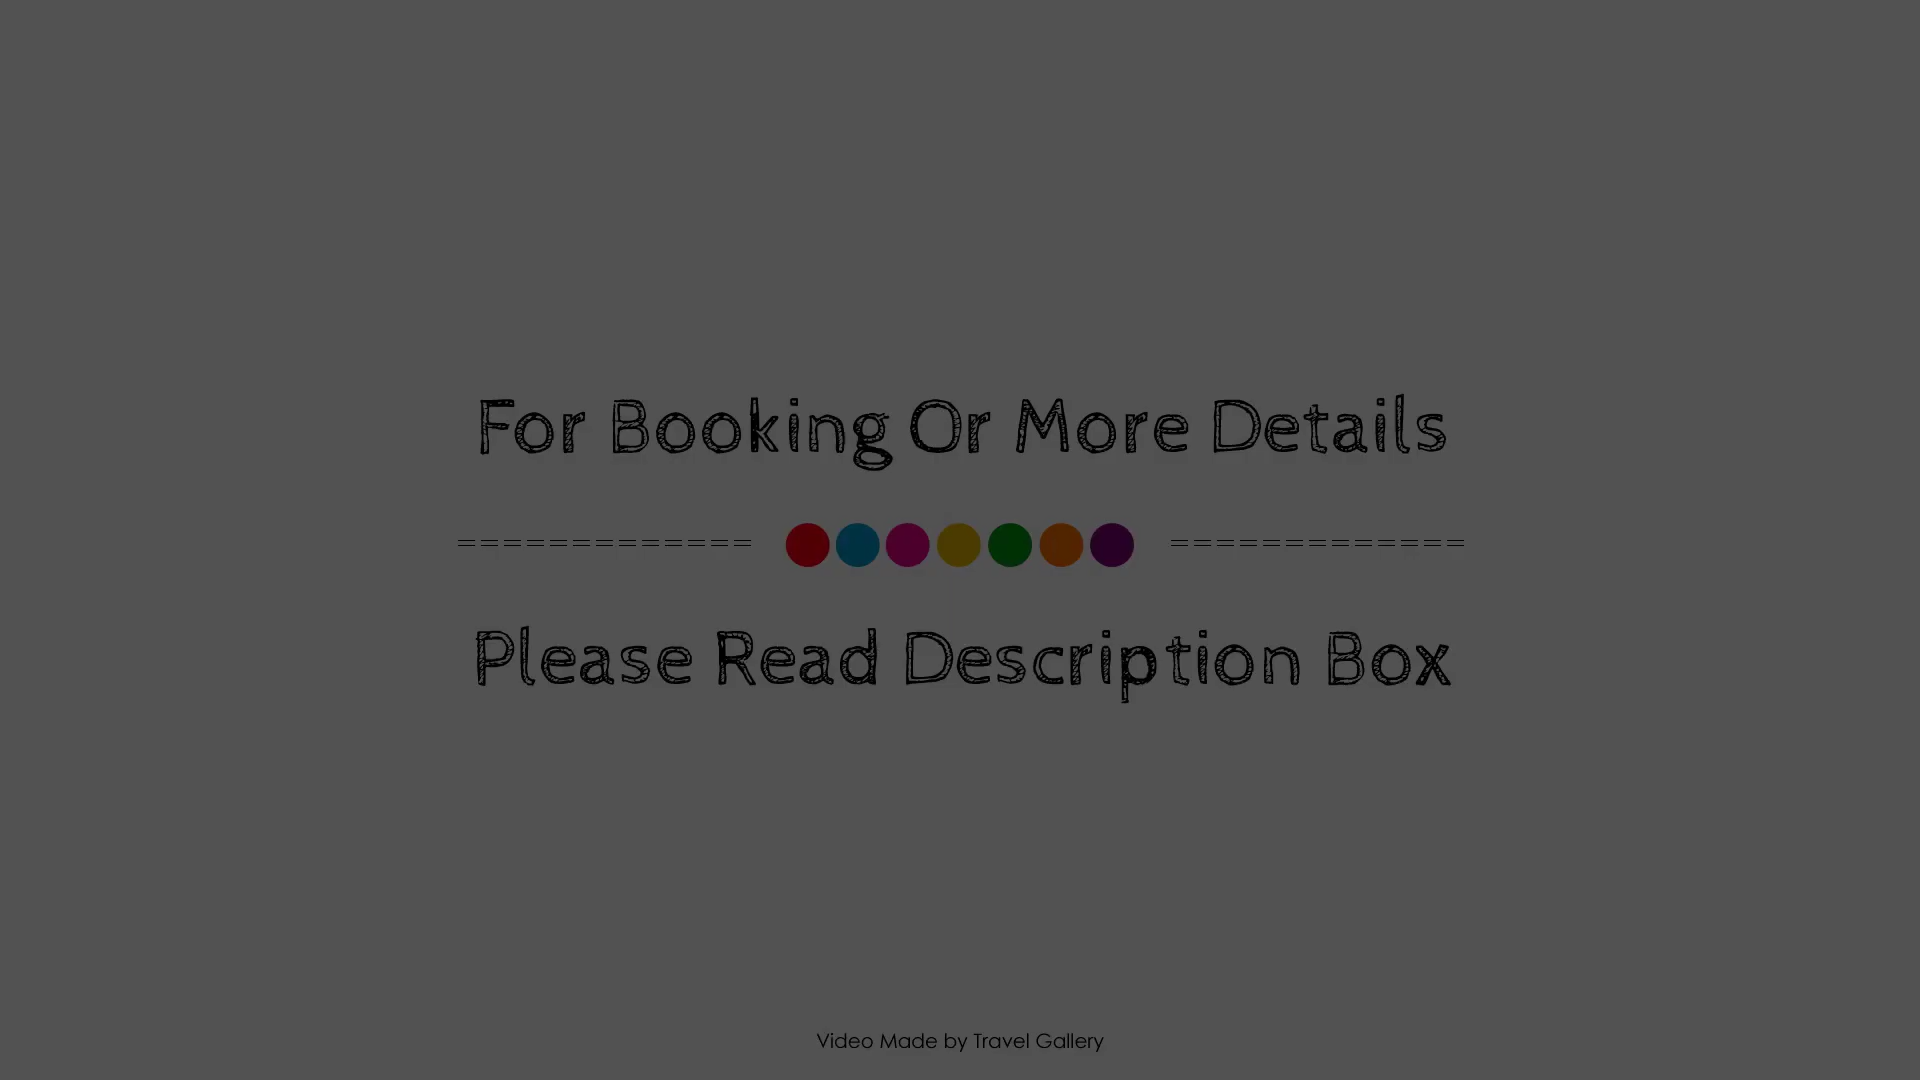 For Booking Or More Details
============= =============
Please Read Description Box
Video Made by Travel Gallery